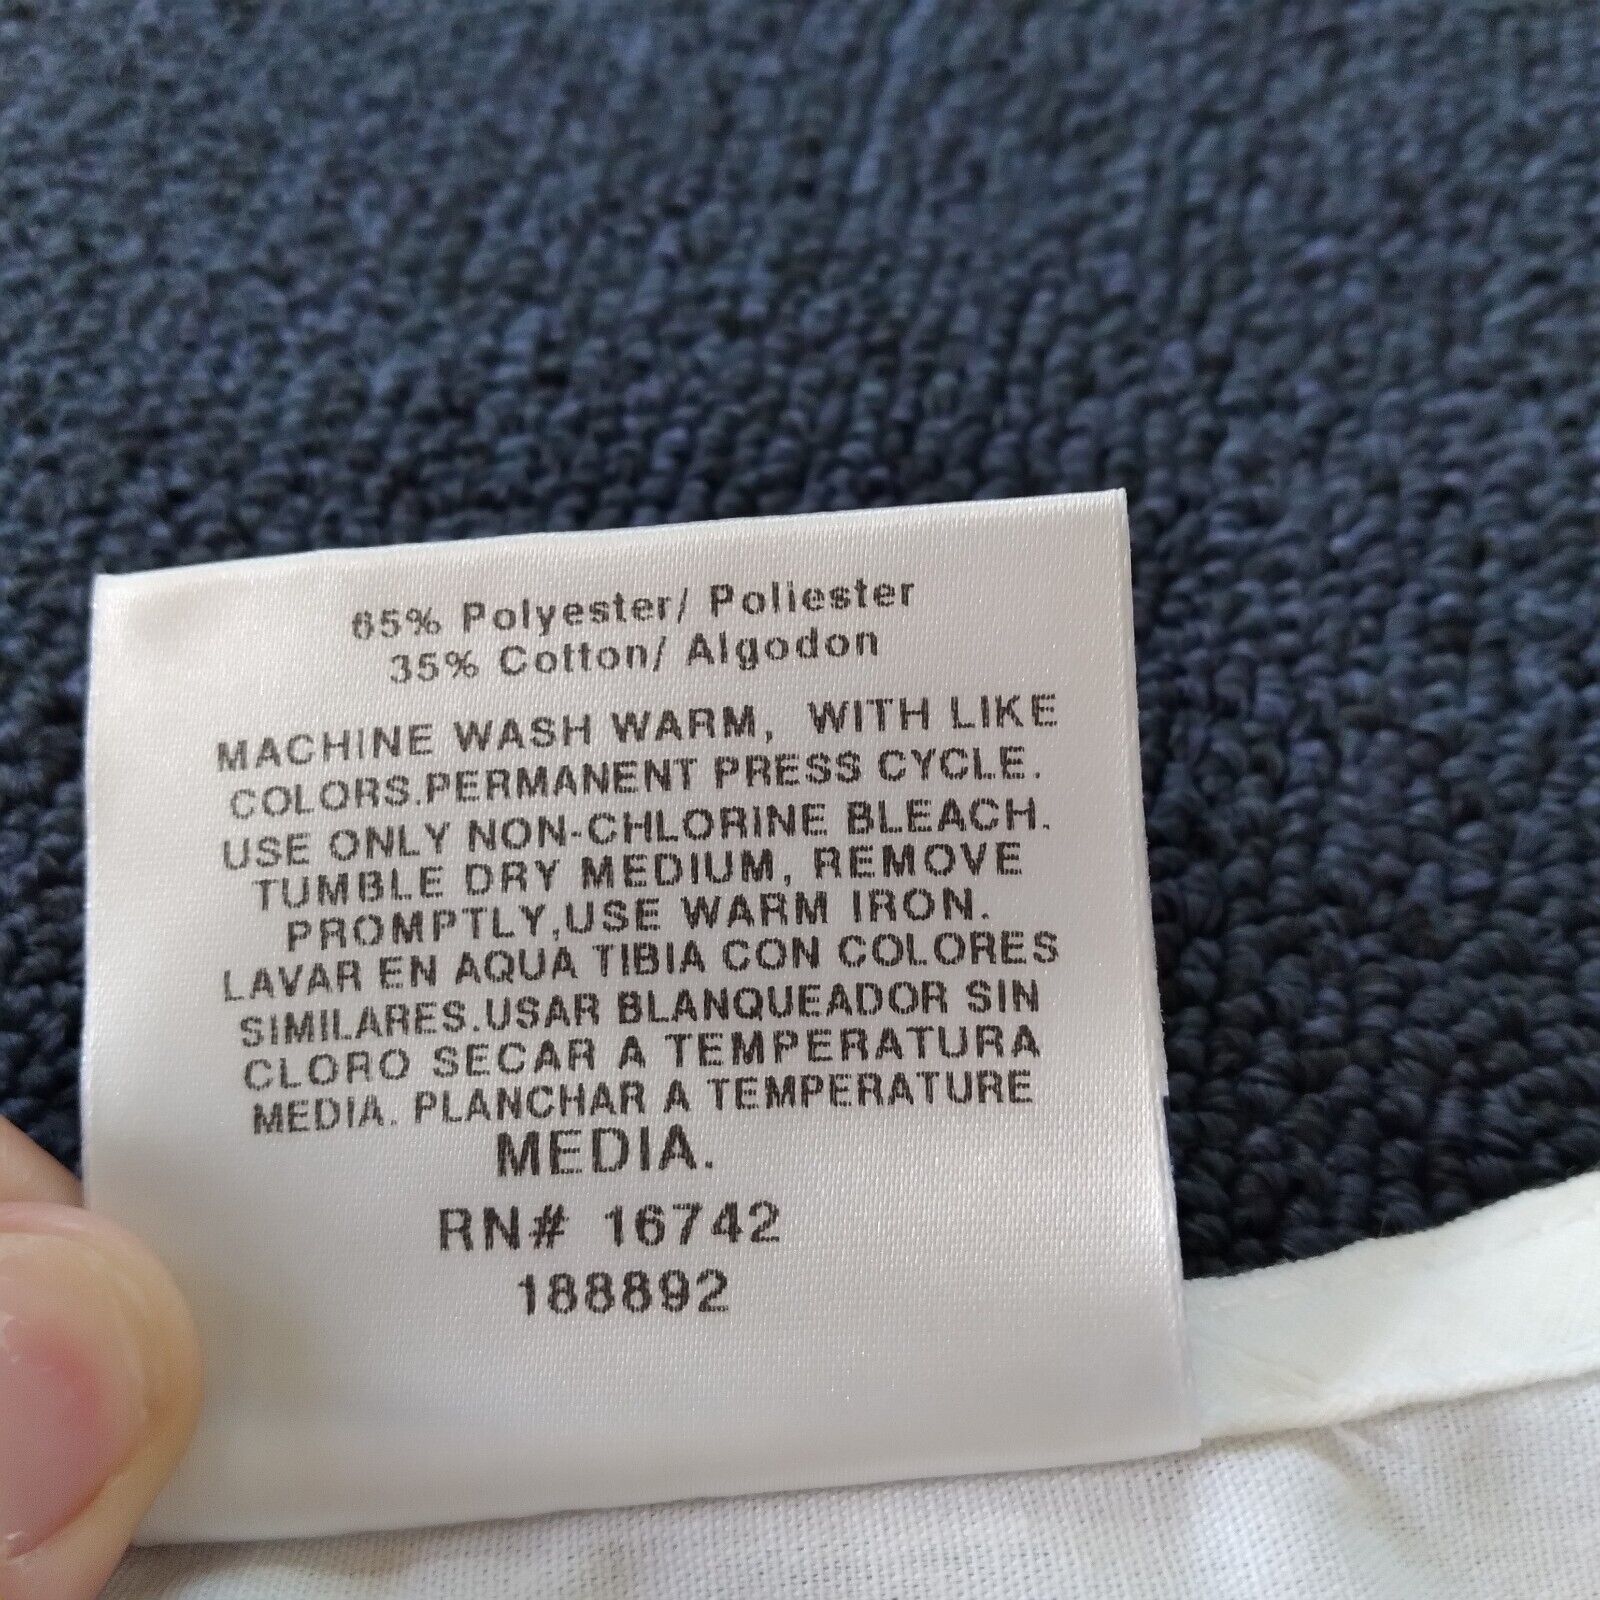 65% Polyester/ Poliester
35% Cotton/ Algodon
MACHINE WASH WARM, WITH LIKE
COLORS.PERMANENT PRESS CYCLE.
USE ONLY NON-CHLORINE BLEACH.
TUMBLE DRY MEDIUM, REMOVE
PROMPTLY,USE WARM IRON.
LAVAR EN AQUA TIBIA CON COLORES
SIMILARES.USAR BLANQUEADOR SIN
CLORO SECAR A TEMPERATURA
MEDIA. PLANCHAR A TEMPERATURE
MEDIA.
RN# 16742
188892